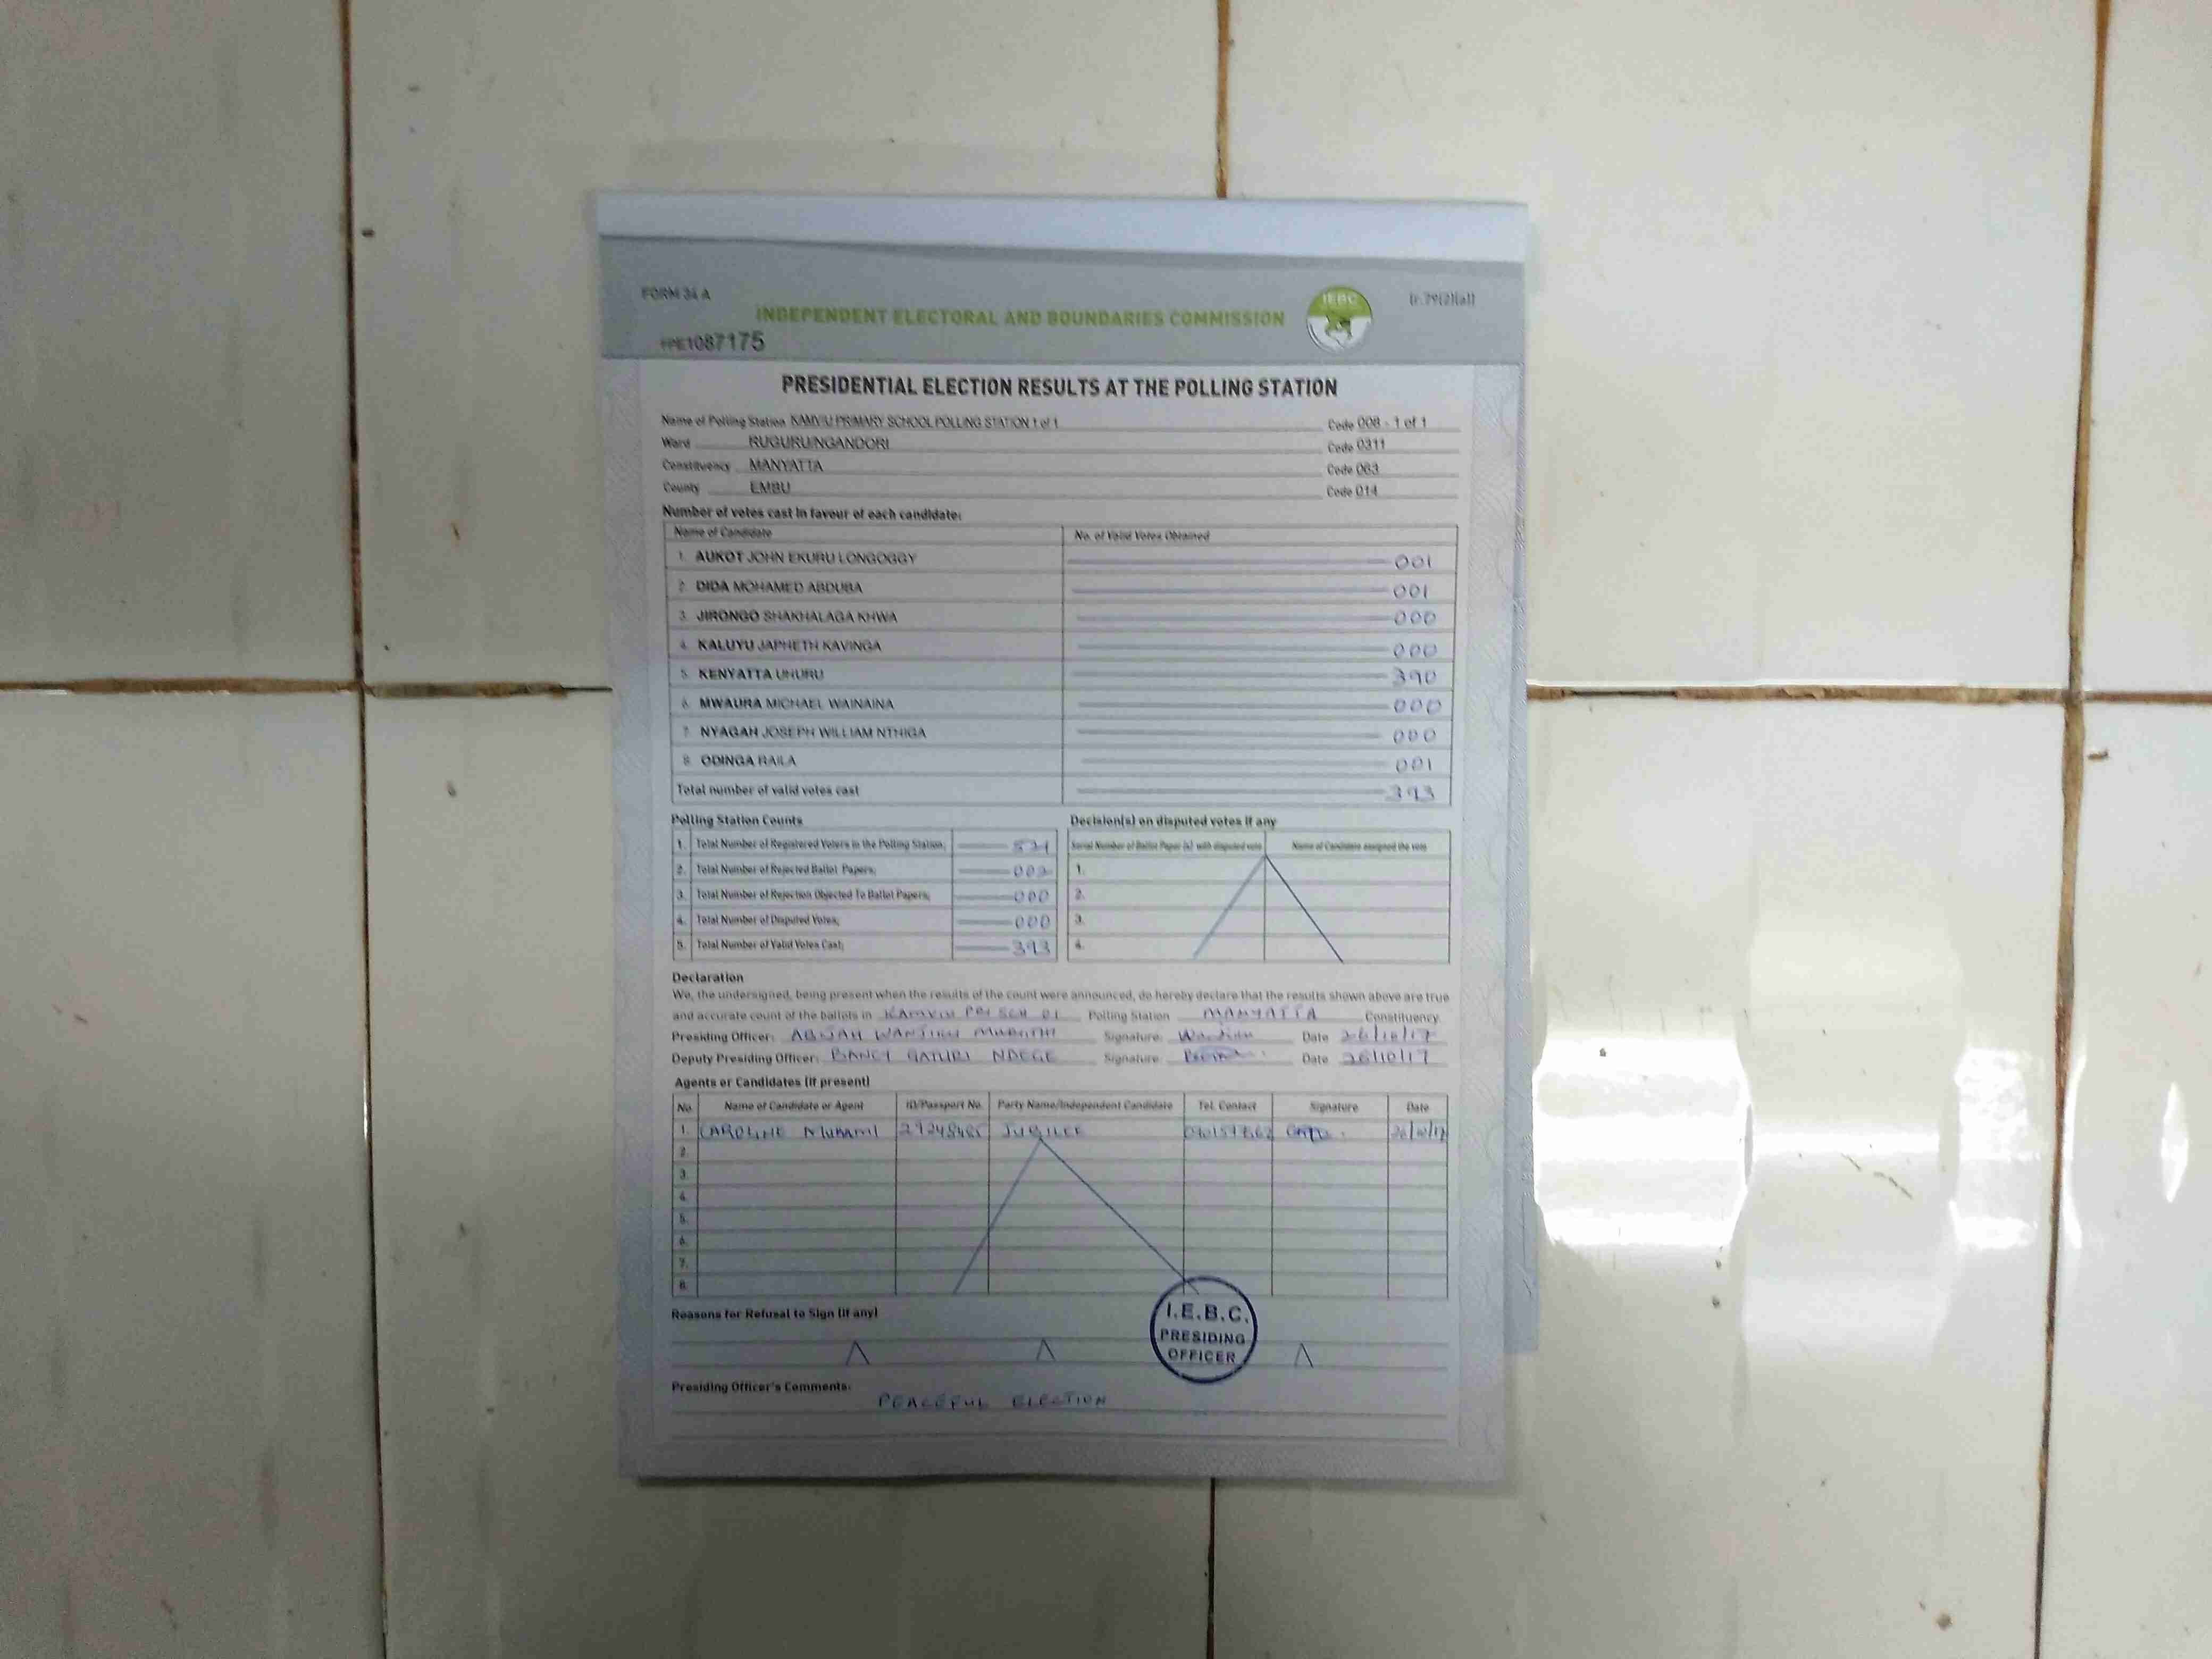 FORM 34 A
(r.79(2)(a))
IEBC
INDEPENDENT ELECTORAL AND BOUNDARIES COMMISSION
1087175
PRESIDENTIAL ELECTION RESULTS AT THE POLLING STATION
Name of Polling Station KAMVIU PRIMARY SCHOOL POLLING STATION 1 of 1 Code 008 - 1 of 1
Ward RUGURU/NGANDORI Code 0311
Constituency MANYATTA Code 063
County EMBU Code 014
Number of votes cast in favour of each candidate:
Name of Candidate No. of Valid Votes Obtained
1. AUKOT JOHN EKURU LONGOGGY 001
2. DIDA MOHAMED ABDUBA 001
3. JIRONGO SHAKHALAGA KHWA 000
4. KALUYU JAPHETH KAVINGA 000
5. KENYATTA UHURU 390
6. MWAURA MICHAEL WAINAINA 000
7. NYAGAH JOSEPH WILLIAM NTHIGA 000
8. ODINGA RAILA 001
Total number of valid votes cast 393
Polling Station Counts
1. Total Number of Registered Voters in the Polling Station;
2. Total Number of Rejected Ballot Papers;
3. Total Number of Rejection Objected To Ballot Papers; 000
4. Total Number of Disputed Votes; 000
5. Total Number of Valid Votes Cast; 393
Decision(s) on disputed votes if any
Serial Number of Ballot Paper (s) with disputed vote Name of Candidate assigned the vote
1.
2.
3.
4.
Declaration
We, the undersigned, being present when the results of the count were announced, do hereby declare that the results shown above are true
and accurate count of the ballots in KAMVIU PRI SCH 01 Polling Station MANYATTA Constituency.
Presiding Officer: WANJUKI Signature: Date 26/10/17
Deputy Presiding Officer: GATURI NDEGE Signature Date 26/10/17
Agents or Candidates (if present)
No. Name of Candidate or Agent ID/Passport No. Party Name/Independent Candidate Tel. Contact Signature Date
1. CAROLINE JUBILEE 26/10/17
2.
3.
4.
5.
6.
7.
8.
Reasons for Refusal to Sign (if any)
I.E.B.C.
PRESIDING
OFFICER
Presiding Officer's Comments:
PEACEFUL ELECTION